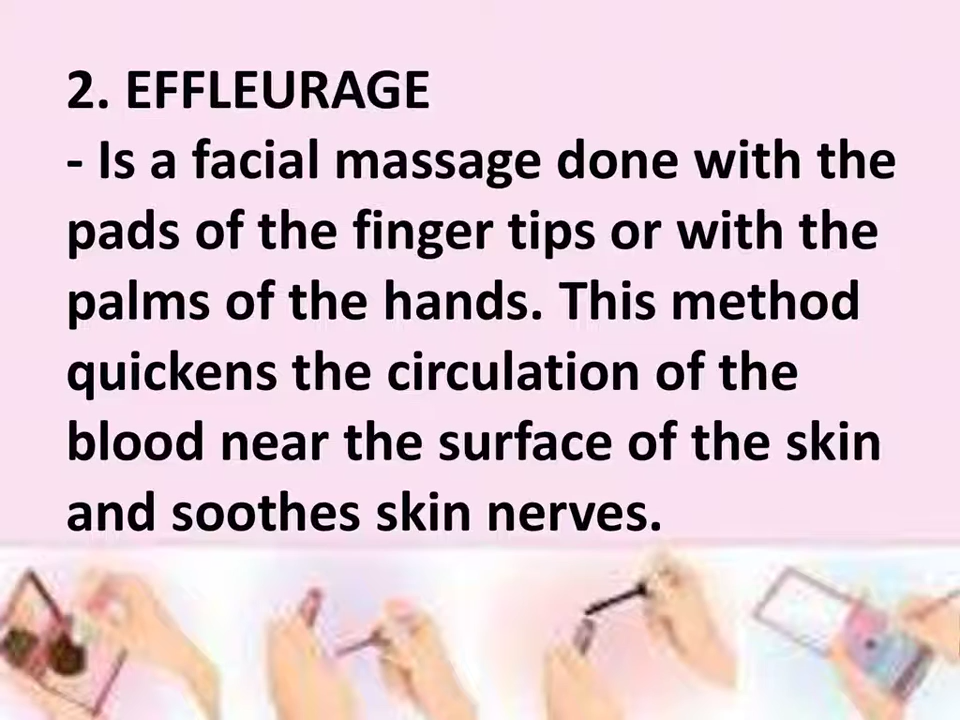 2. EFFLEURAGE
- Is a facial massage done with the
pads of the finger tips or with the
palms of the hands. This method
quickens the circulation of the
blood near the surface of the skin
and soothes skin nerves.